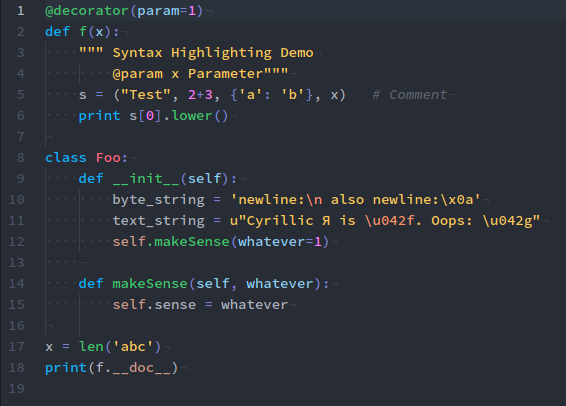 1 @decorator(param=1)
2 def f(x):
3     """ Syntax Highlighting Demo
4         @param x Parameter"""
5     s = ("Test", 2+3, {'a': 'b'}, x)   # Comment
6     print s[0].lower()
7
8 class Foo:
9     def __init__(self):
10         byte_string = 'newline:\n also newline:\x0a'
11         text_string = u"Cyrillic Я is \u042f. Oops: \u042g"
12         self.makeSense(whatever=1)
13
14     def makeSense(self, whatever):
15         self.sense = whatever
16
17 x = len('abc')
18 print(f.__doc__)
19